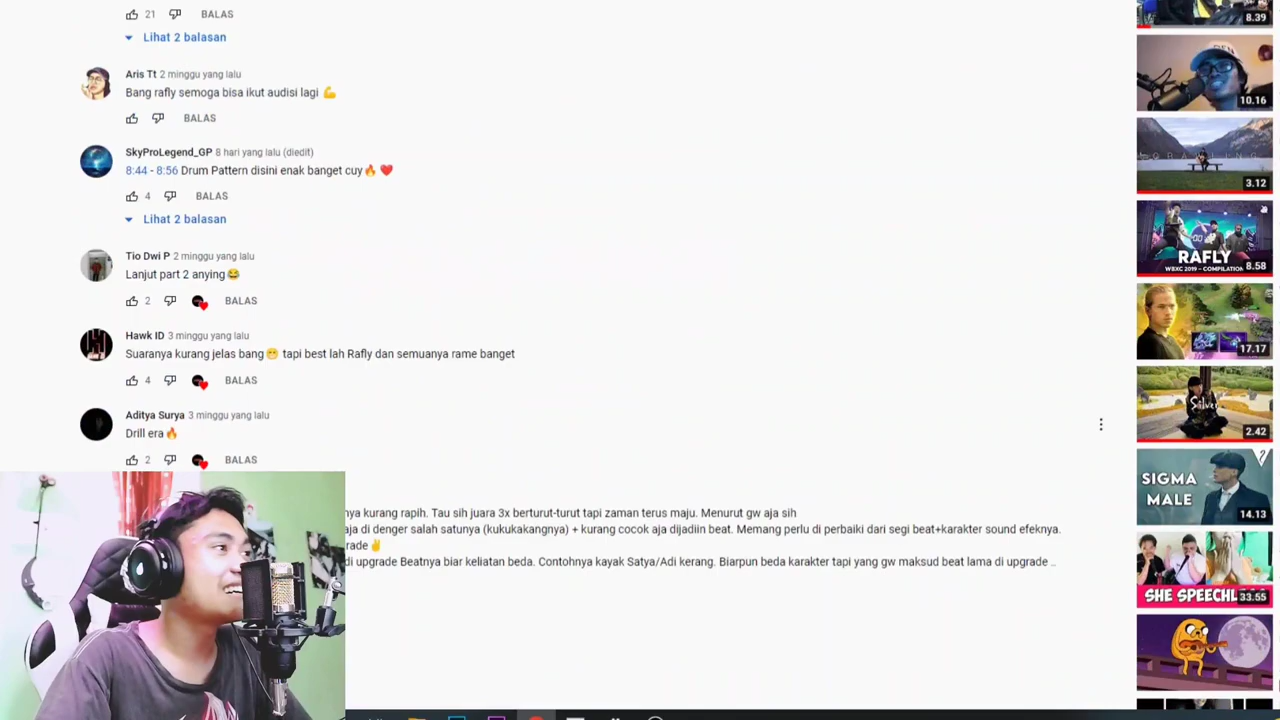 21 BALAS
Lihat 2 balasan
Aris Tt 2 minggu yang lalu
Bang rafly semoga bisa ikut audisi lagi 💪
BALAS
SkyProLegend_GP 8 hari yang lalu (diedit)
8:44 - 8:56 Drum Pattern disini enak banget cuy🔥 ❤️
4 BALAS
Lihat 2 balasan
Tio Dwi P 2 minggu yang lalu
Lanjut part 2 anying😂
2 BALAS
Hawk ID 3 minggu yang lalu
Suaranya kurang jelas bang😁 tapi best lah Rafly dan semuanya rame banget
4 BALAS
Aditya Surya 3 minggu yang lalu
Drill era🔥
2 BALAS
nya kurang rapih. Tau sih juara 3x berturut-turut tapi zaman terus maju. Menurut gw aja sih
aja di denger salah satunya (kukukakangnya) + kurang cocok aja dijadiin beat. Memang perlu di perbaiki dari segi beat+karakter sound efeknya.
rade ✌️
di upgrade Beatnya biar keliatan beda. Contohnya kayak Satya/Adi kerang. Biarpun beda karakter tapi yang gw maksud beat lama di upgrade ..
8.39
10.16
3.12
RAFLY
WBXC 2019 – COMPILATION
8.58
17.17
Silver
2.42
SIGMA
MALE
14.13
SHE SPEECHL
33.55